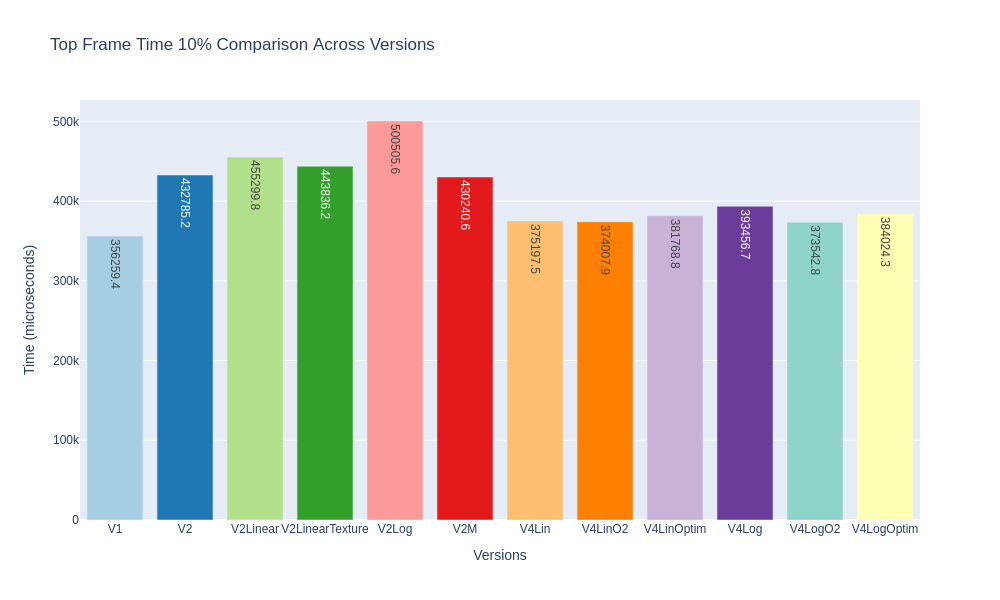 Top Frame Time 10% Comparison Across Versions
500k
400k
300k
200k
100k
0
Time (microseconds)
356259.4
432785.2
455299.8
443836.2
500505.6
430240.6
375197.5
374007.9
381768.8
393456.7
373542.8
384024.3
V1 V2 V2Linear V2LinearTexture V2Log V2M V4Lin V4LinO2 V4LinOptim V4Log V4LogO2 V4LogOptim
Versions